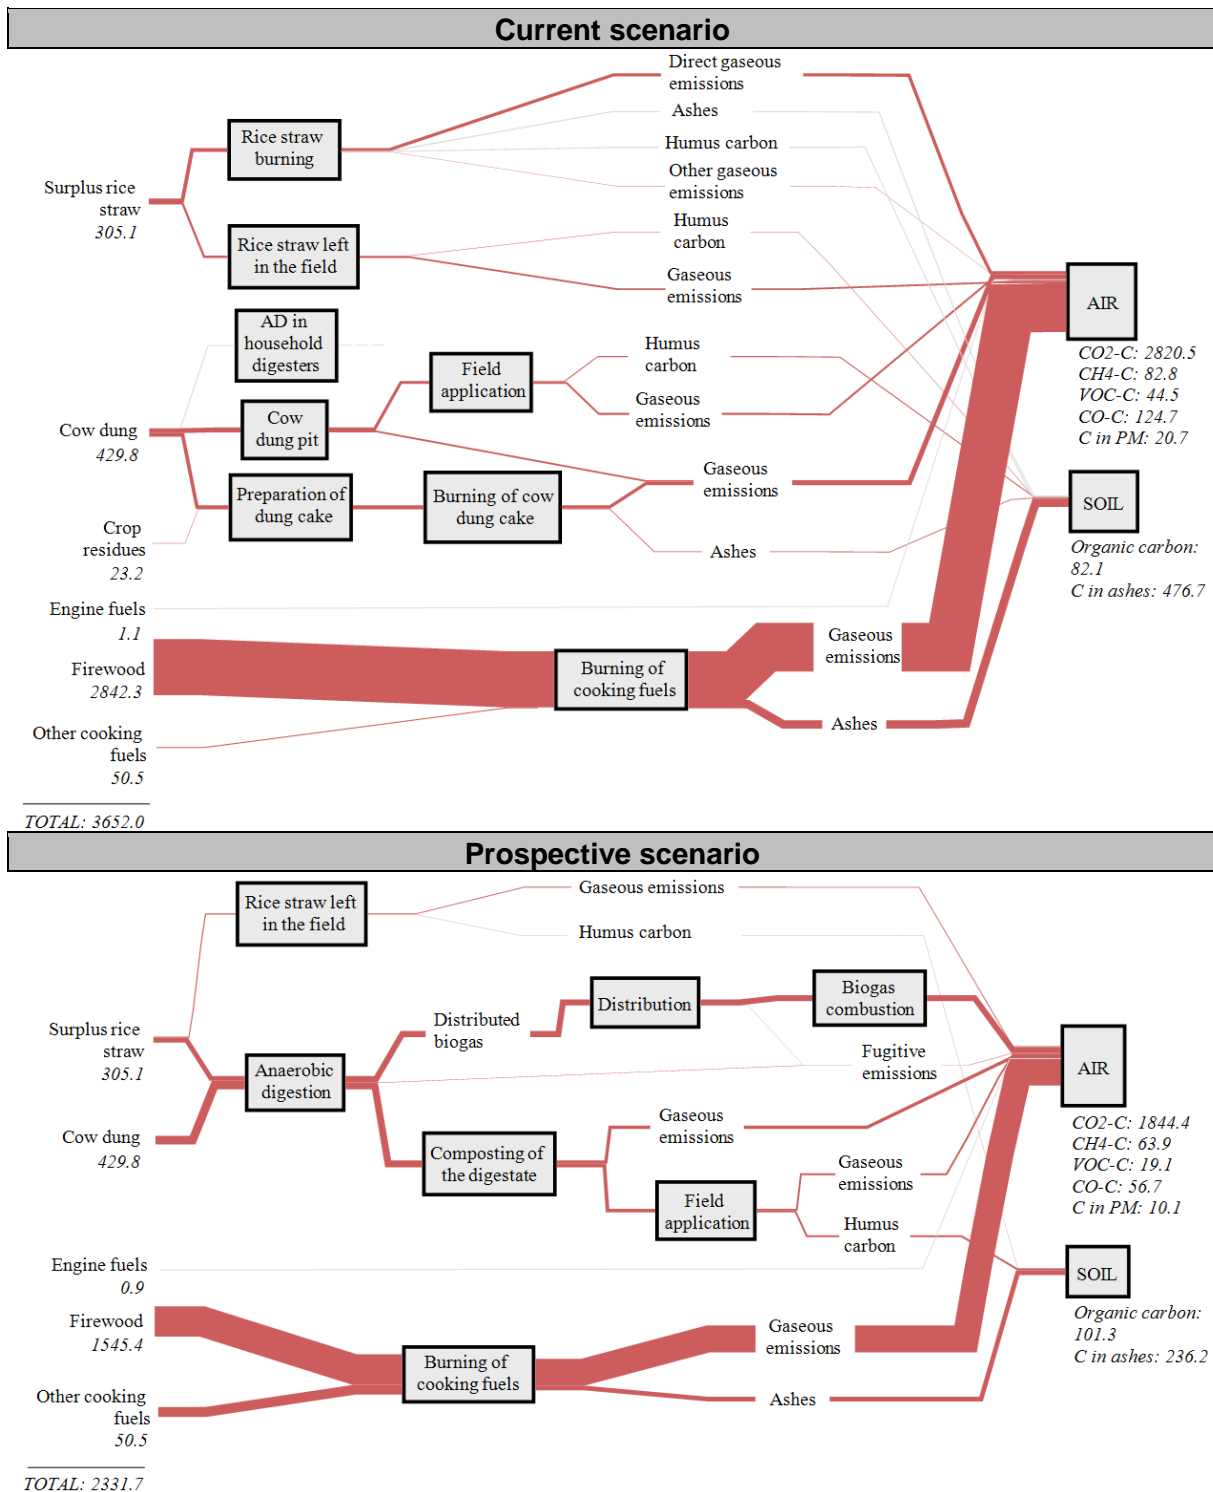 Current scenario
Direct gaseous
emissions
Ashes
Humus carbon
Other gaseous
emissions
Rice straw
burning
Surplus rice
straw
305.1
Rice straw left
in the field
Humus
carbon
Gaseous
emissions
AIR
CO2-C: 2820.5
CH4-C: 82.8
VOC-C: 44.5
CO-C: 124.7
C in PM: 20.7
AD in
household
digesters
Field
application
Humus
carbon
Gaseous
emissions
Cow dung
429.8
Cow
dung pit
Preparation of
dung cake
Burning of cow
dung cake
Gaseous
emissions
Ashes
SOIL
Organic carbon:
82.1
C in ashes: 476.7
Crop
residues
23.2
Engine fuels
1.1
Firewood
2842.3
Burning of
cooking fuels
Gaseous
emissions
Ashes
Other cooking
fuels
50.5
TOTAL: 3652.0
Prospective scenario
Rice straw left
in the field
Gaseous emissions
Humus carbon
Surplus rice
straw
305.1
Distributed
biogas
Distribution
Biogas
combustion
Fugitive
emissions
Anaerobic
digestion
AIR
CO2-C: 1844.4
CH4-C: 63.9
VOC-C: 19.1
CO-C: 56.7
C in PM: 10.1
Cow dung
429.8
Composting of
the digestate
Gaseous
emissions
Field
application
Gaseous
emissions
Humus
carbon
SOIL
Organic carbon:
101.3
C in ashes: 236.2
Engine fuels
0.9
Firewood
1545.4
Burning of
cooking fuels
Gaseous
emissions
Ashes
Other cooking
fuels
50.5
TOTAL: 2331.7